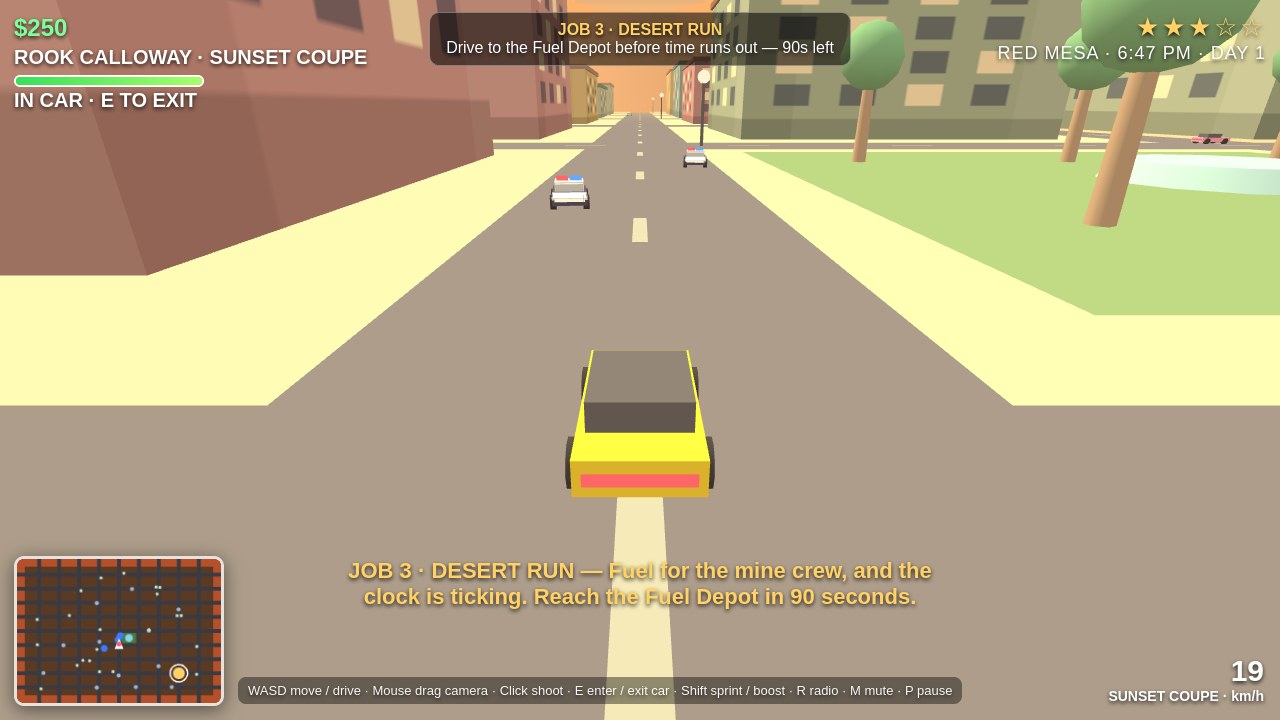 $250
ROOK CALLOWAY · SUNSET COUPE
IN CAR · E TO EXIT
JOB 3 · DESERT RUN
Drive to the Fuel Depot before time runs out — 90s left
★★★☆☆
RED MESA · 6:47 PM · DAY 1
JOB 3 · DESERT RUN — Fuel for the mine crew, and the
clock is ticking. Reach the Fuel Depot in 90 seconds.
WASD move / drive · Mouse drag camera · Click shoot · E enter / exit car · Shift sprint / boost · R radio · M mute · P pause
19
SUNSET COUPE · km/h